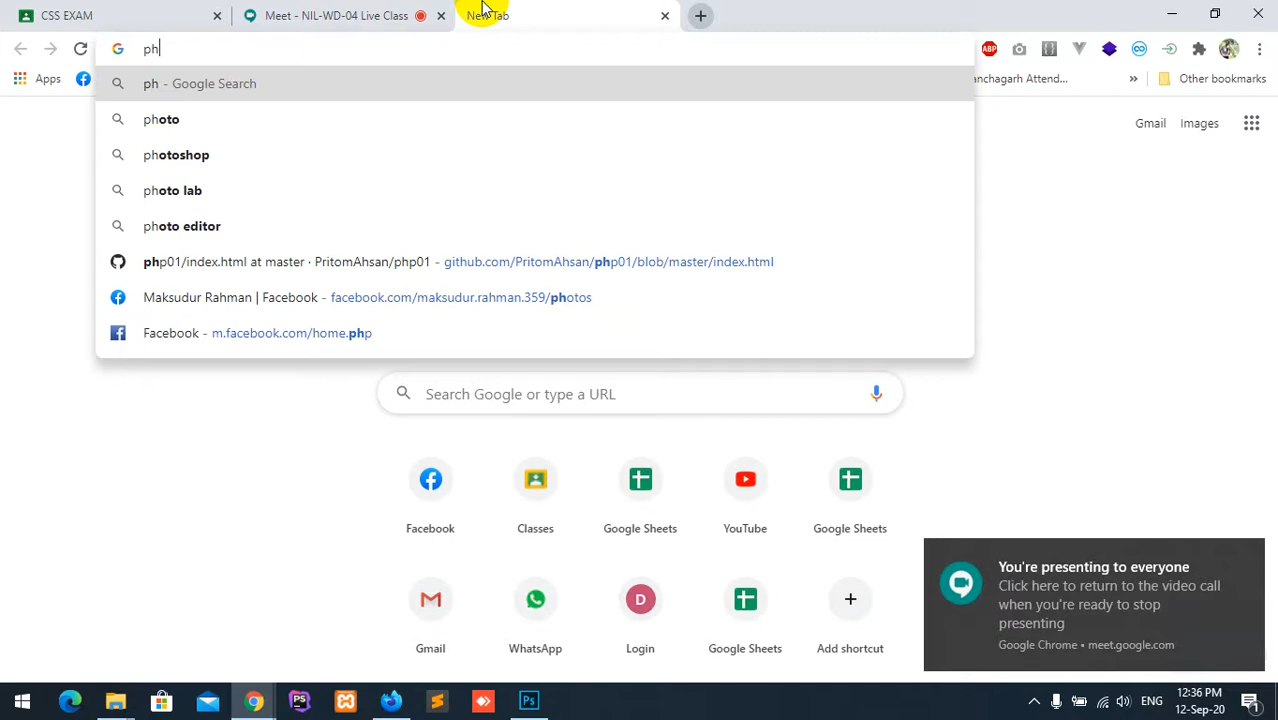 CSS EXAM
Meet - NIL-WD-04 Live Class
New Tab
ph
Apps
ABP
anchagarh Attend...
»
Other bookmarks
ph - Google Search
photo
photoshop
photo lab
photo editor
php01/index.html at master · PritomAhsan/php01 - github.com/PritomAhsan/php01/blob/master/index.html
Maksudur Rahman | Facebook - facebook.com/maksudur.rahman.359/photos
Facebook - m.facebook.com/home.php
Gmail
Images
Search Google or type a URL
Facebook
Classes
Google Sheets
YouTube
Google Sheets
D
Gmail
WhatsApp
Login
Google Sheets
Add shortcut
You're presenting to everyone
Click here to return to the video call
when you're ready to stop
presenting
Google Chrome • meet.google.com
PS
Ps
ENG
12:36 PM
12-Sep-20
1